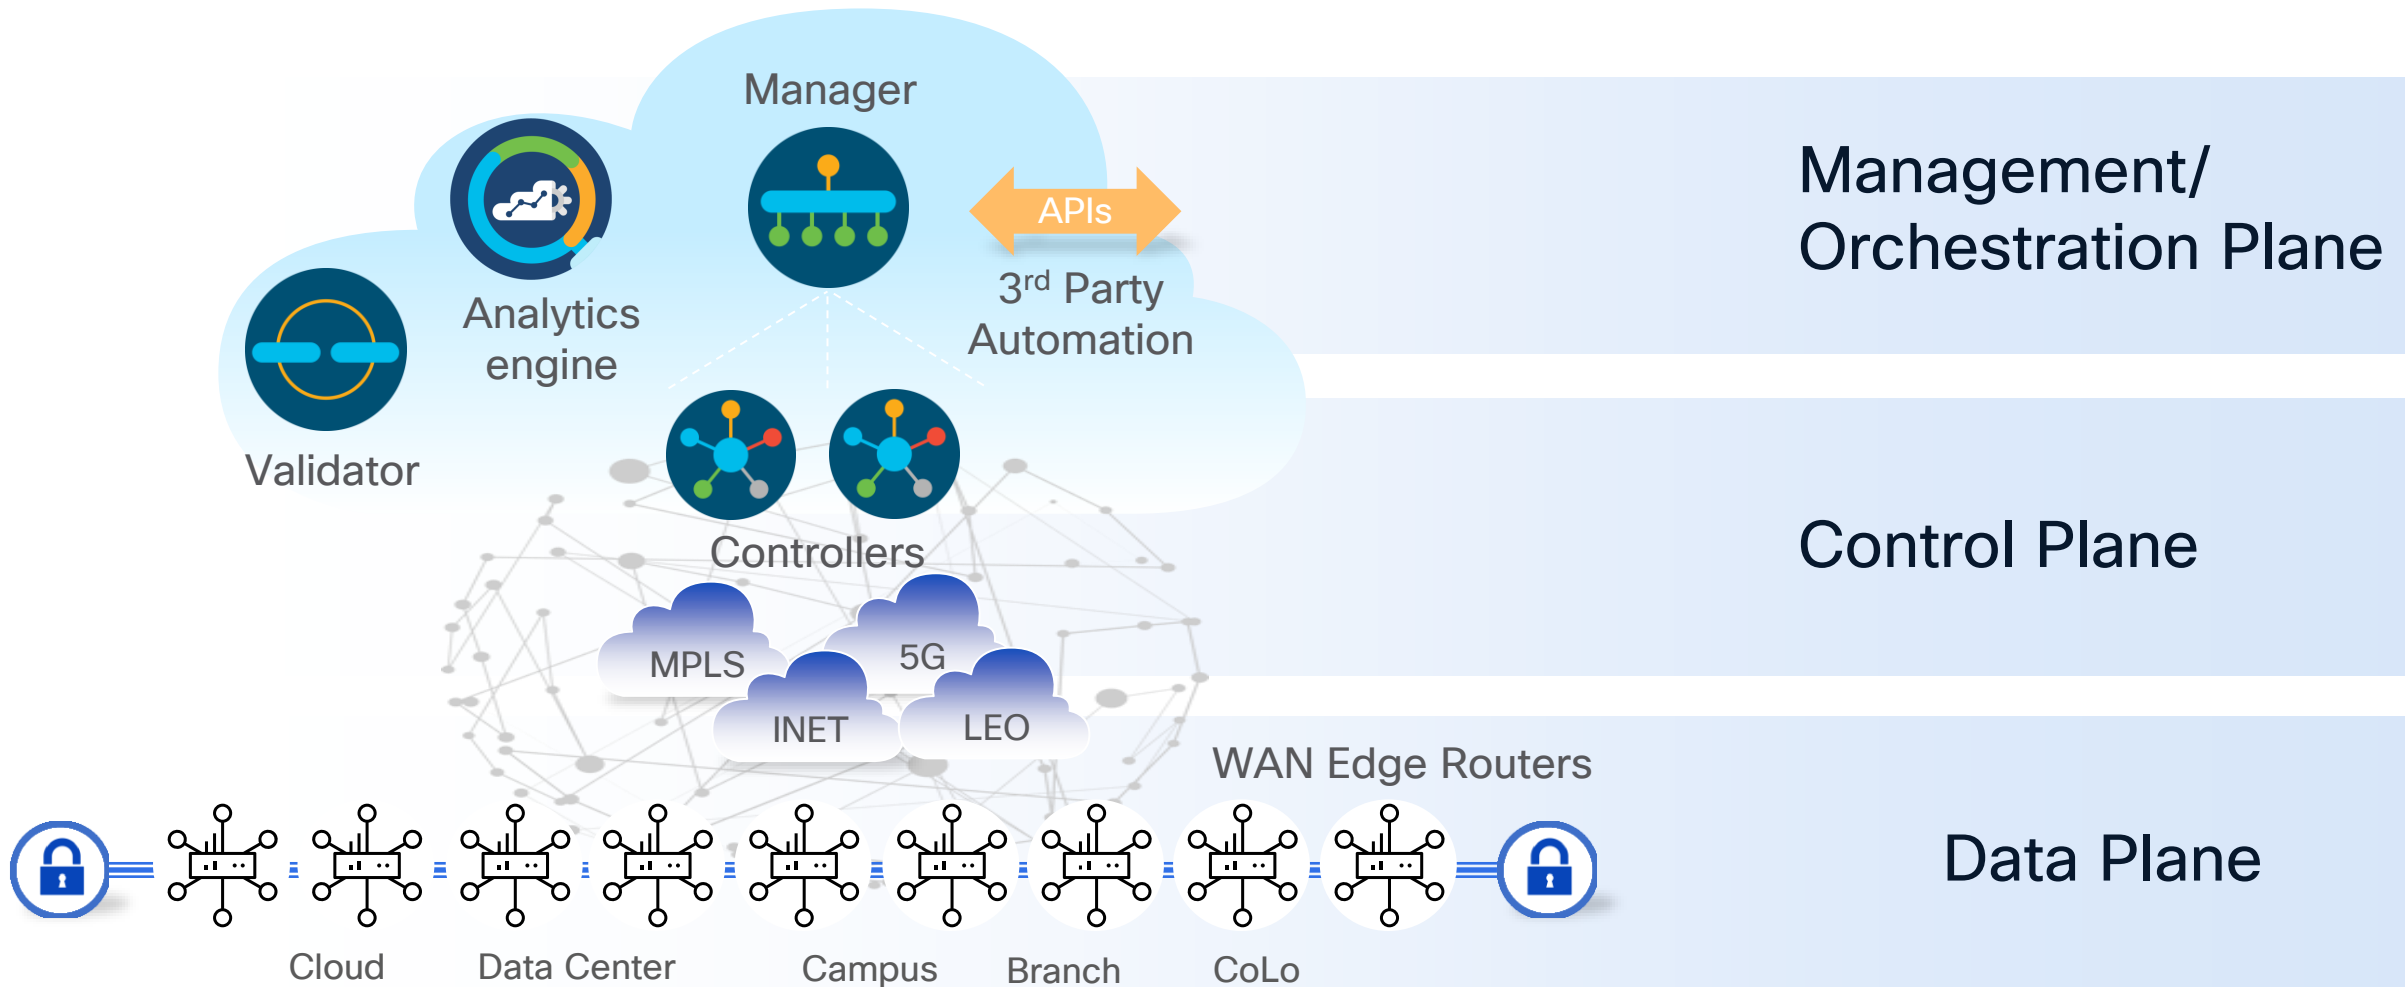 Manager
Management/
Orchestration Plane
APIs
3rd Party
Automation
Analytics
engine
Validator
Controllers
Control Plane
MPLS
5G
INET
LEO
WAN Edge Routers
Data Plane
Cloud
Data Center
Campus
Branch
CoLo